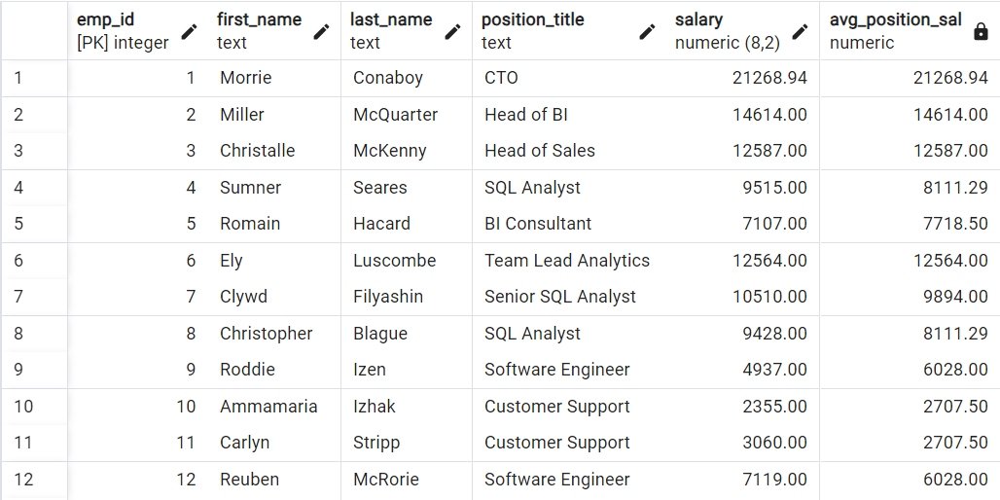 emp_id first_name last_name position_title salary avg_position_sal
[PK] integer text text text numeric (8,2) numeric
1 1 Morrie Conaboy CTO 21268.94 21268.94
2 2 Miller McQuarter Head of BI 14614.00 14614.00
3 3 Christalle McKenny Head of Sales 12587.00 12587.00
4 4 Sumner Seares SQL Analyst 9515.00 8111.29
5 5 Romain Hacard BI Consultant 7107.00 7718.50
6 6 Ely Luscombe Team Lead Analytics 12564.00 12564.00
7 7 Clywd Filyashin Senior SQL Analyst 10510.00 9894.00
8 8 Christopher Blague SQL Analyst 9428.00 8111.29
9 9 Roddie Izen Software Engineer 4937.00 6028.00
10 10 Ammamaria Izhak Customer Support 2355.00 2707.50
11 11 Carlyn Stripp Customer Support 3060.00 2707.50
12 12 Reuben McRorie Software Engineer 7119.00 6028.00